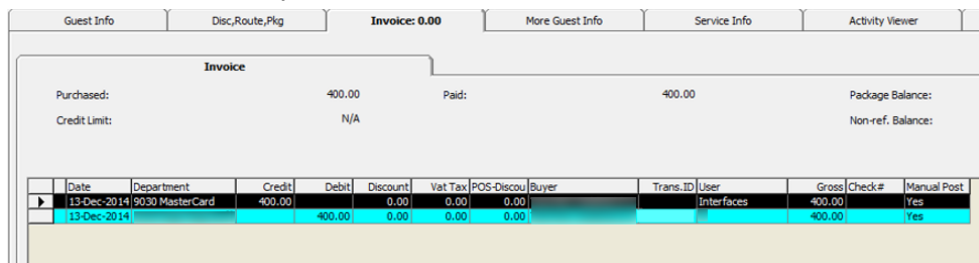 Guest Info Disc,Route,Pkg Invoice: 0.00 More Guest Info Service Info Activity Viewer
Invoice
Purchased: 400.00 Paid: 400.00 Package Balance:
Credit Limit: N/A Non-ref. Balance:
Date Department Credit Debit Discount Vat Tax POS-Discou Buyer Trans.ID User Gross Check# Manual Post
13-Dec-2014 9030 MasterCard 400.00 0.00 0.00 0.00 Interfaces 400.00 Yes
13-Dec-2014 400.00 0.00 0.00 0.00 400.00 Yes